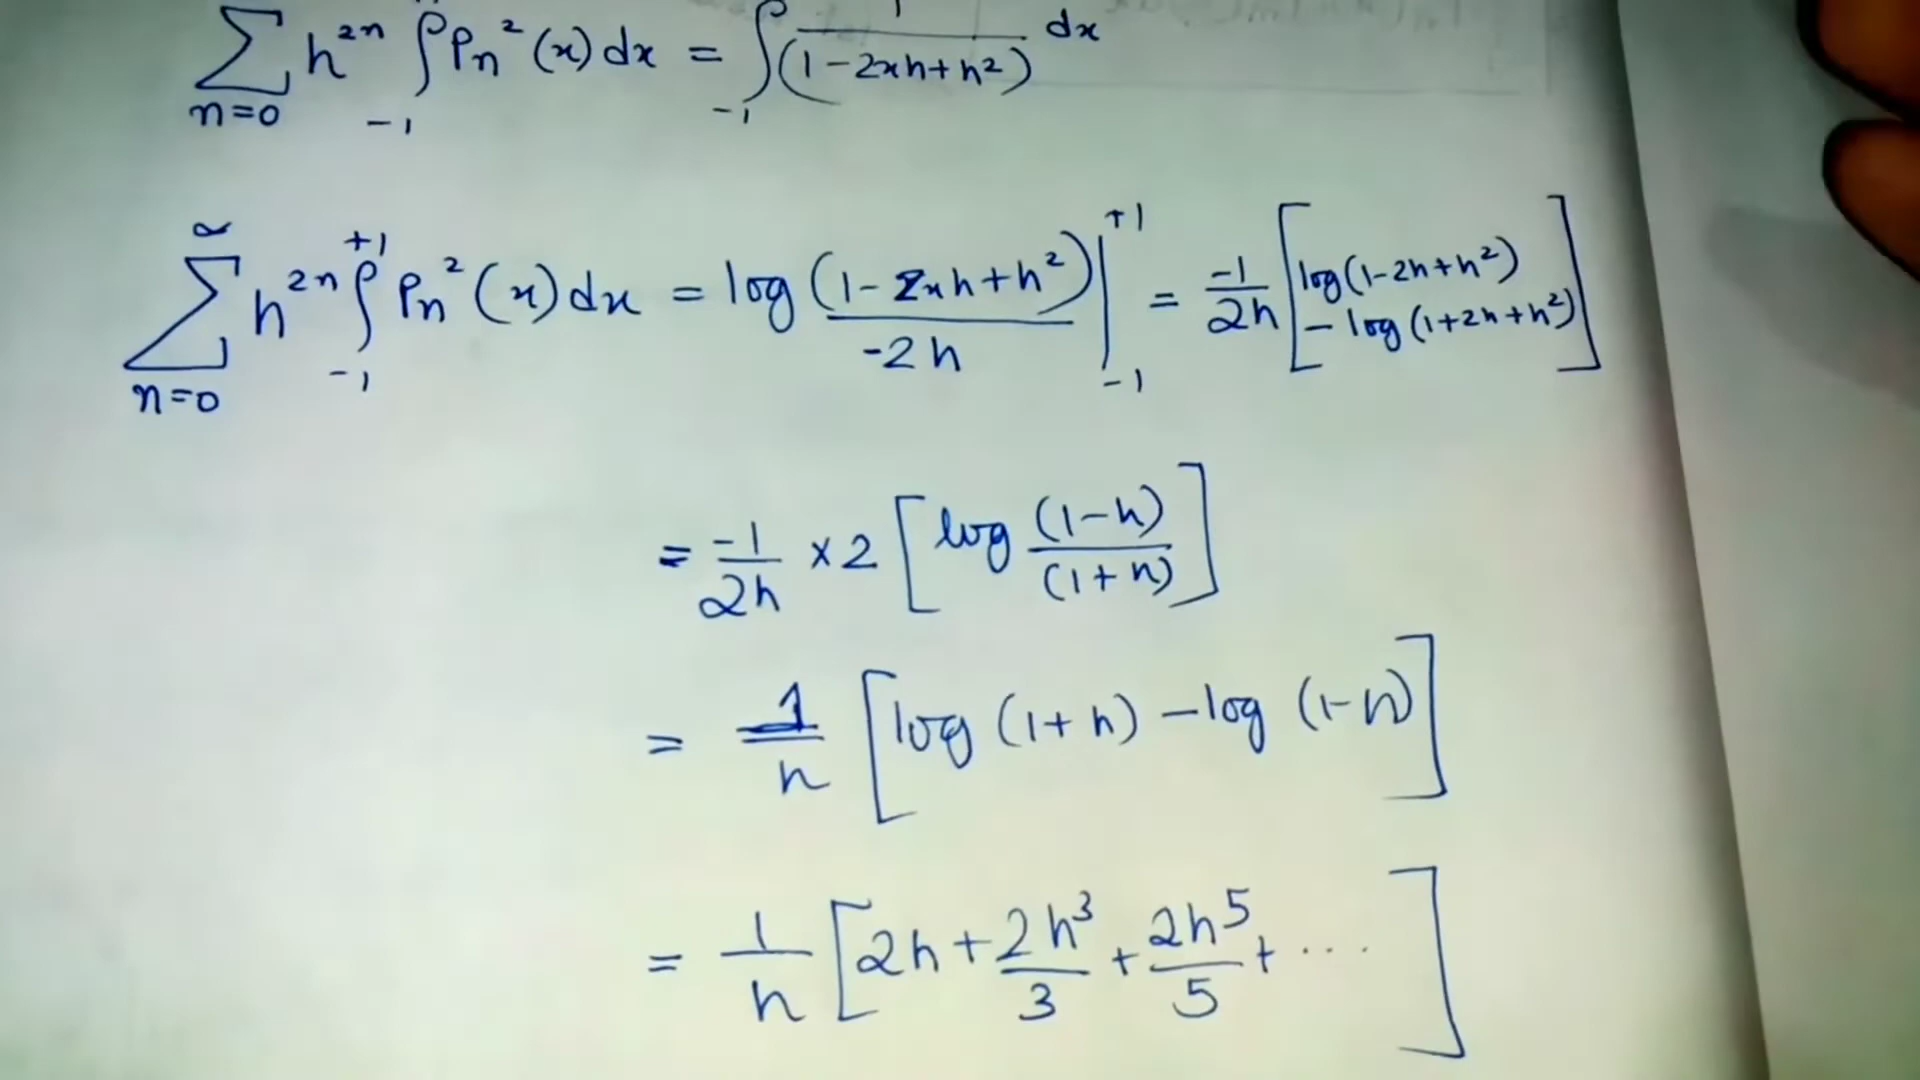 ∑ n=0 h^{2n} ∫_{-1} Pn²(x) dx = ∫_{-1} 1/(1-2xh+h²) dx
∑_{n=0}^{∞} h^{2n} ∫_{-1}^{+1} Pn²(x) dx = log (1-2xh+h²)/-2h |_{-1}^{+1} = -1/2h [log(1-2h+h²) - log(1+2h+h²)]
= -1/2h × 2 [log (1-h)/(1+h)]
= 1/h [log (1+h) - log (1-h)]
= 1/h [2h + 2h³/3 + 2h⁵/5 + ...]